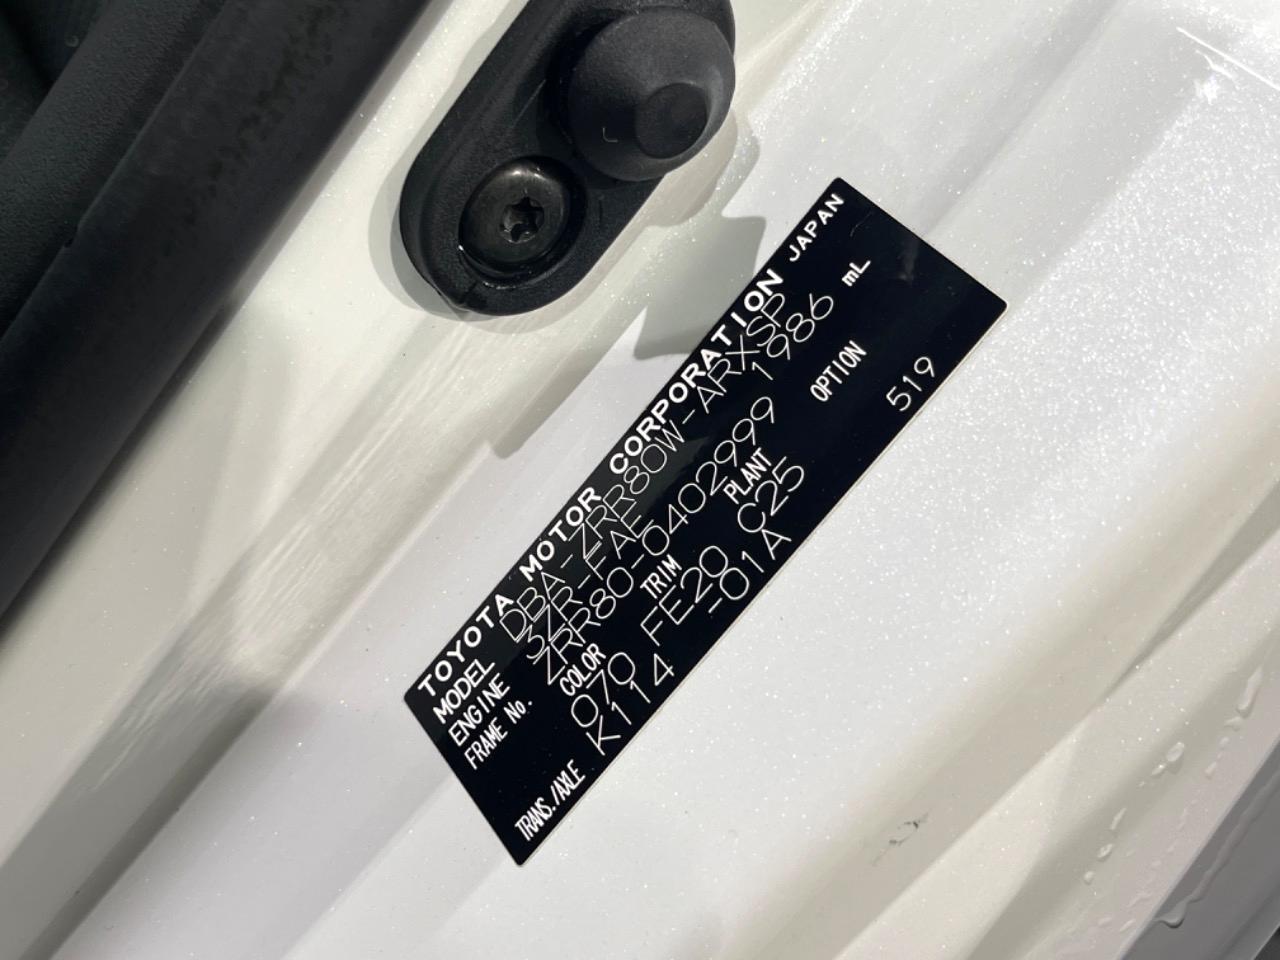 TOYOTA MOTOR CORPORATION JAPAN
MODEL DBA-ZRR80W-ARXSP
ENGINE 3ZR-FAE 1986 mL
FRAME No. ZRR80-0402999
COLOR TRIM PLANT OPTION
070 FE20 C25 519
TRANS./AXLE K114 -01A